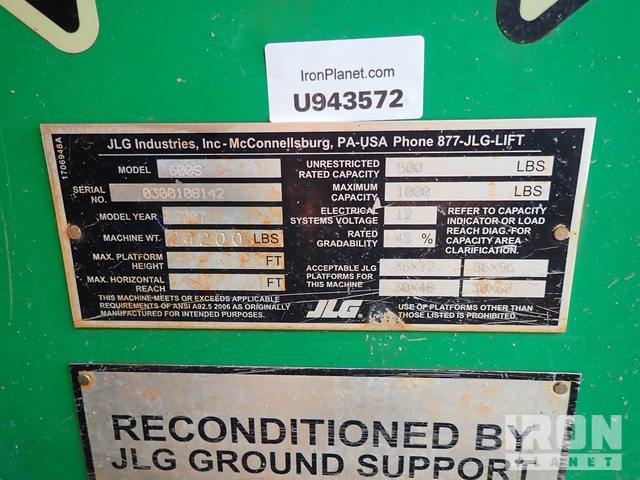 IronPlanet.com
U943572
1706948A
JLG Industries, Inc - McConnellsburg, PA-USA Phone 877-JLG-LIFT
MODEL 600S
SERIAL NO. 0300108142
MODEL YEAR 2007
MACHINE WT. 24200 LBS
MAX. PLATFORM HEIGHT FT
MAX. HORIZONTAL REACH FT
THIS MACHINE MEETS OR EXCEEDS APPLICABLE
REQUIREMENTS OF ANSI A92.5 2006 AS ORIGINALLY
MANUFACTURED FOR INTENDED PURPOSES.
UNRESTRICTED RATED CAPACITY 500 LBS
MAXIMUM CAPACITY 1000 LBS
ELECTRICAL SYSTEMS VOLTAGE 12
RATED GRADABILITY 45 %
REFER TO CAPACITY
INDICATOR OR LOAD
REACH DIAG.-FOR
CAPACITY AREA
CLARIFICATION.
ACCEPTABLE JLG
PLATFORMS FOR
THIS MACHINE
36X72 36X96
30X48 30X60
JLG.
USE OF PLATFORMS OTHER THAN
THOSE LISTED IS PROHIBITED.
RECONDITIONED BY
JLG GROUND SUPPORT
IRON
PLANET